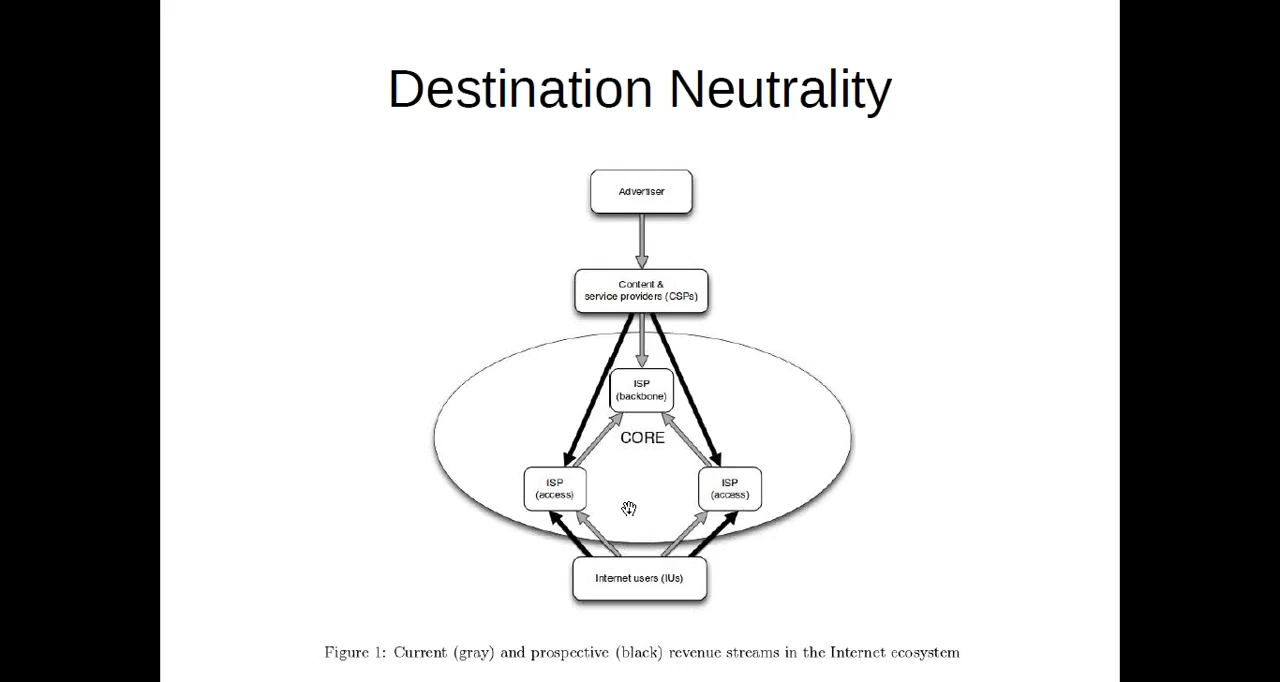 Destination Neutrality
Advertiser
Content &
service providers (CSPs)
ISP
(backbone)
CORE
ISP
(access)
ISP
(access)
Internet users (IUs)
Figure 1: Current (gray) and prospective (black) revenue streams in the Internet ecosystem